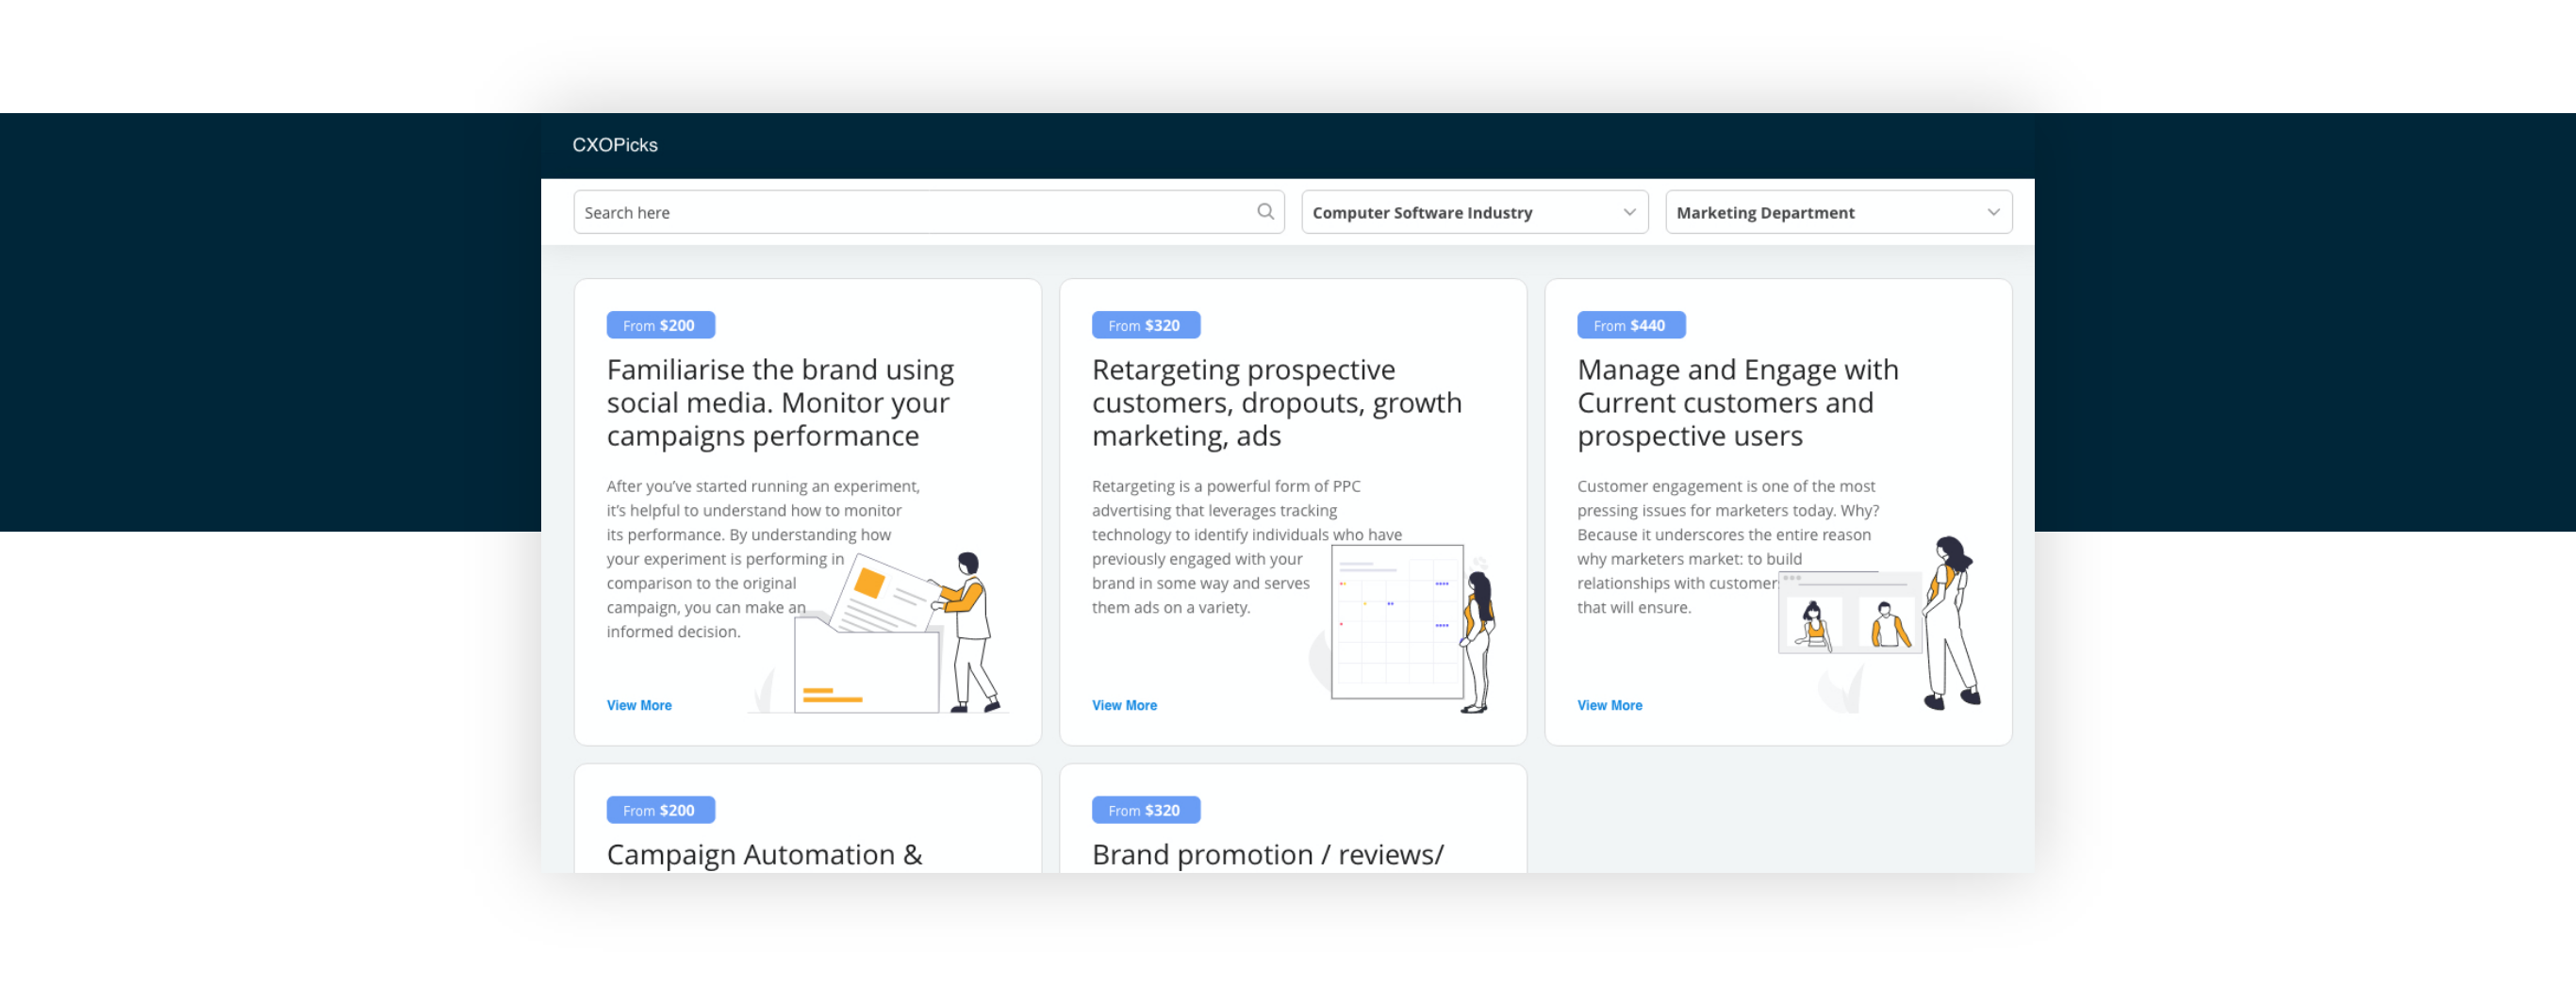 CXOPicks
Search here
Computer Software Industry
Marketing Department
From $200
Familiarise the brand using
social media. Monitor your
campaigns performance
After you’ve started running an experiment,
it’s helpful to understand how to monitor
its performance. By understanding how
your experiment is performing in
comparison to the original
campaign, you can make an
informed decision.
View More
From $320
Retargeting prospective
customers, dropouts, growth
marketing, ads
Retargeting is a powerful form of PPC
advertising that leverages tracking
technology to identify individuals who have
previously engaged with your
brand in some way and serves
them ads on a variety.
View More
From $440
Manage and Engage with
Current customers and
prospective users
Customer engagement is one of the most
pressing issues for marketers today. Why?
Because it underscores the entire reason
why marketers market: to build
relationships with customer
that will ensure.
View More
From $200
Campaign Automation &
From $320
Brand promotion / reviews/